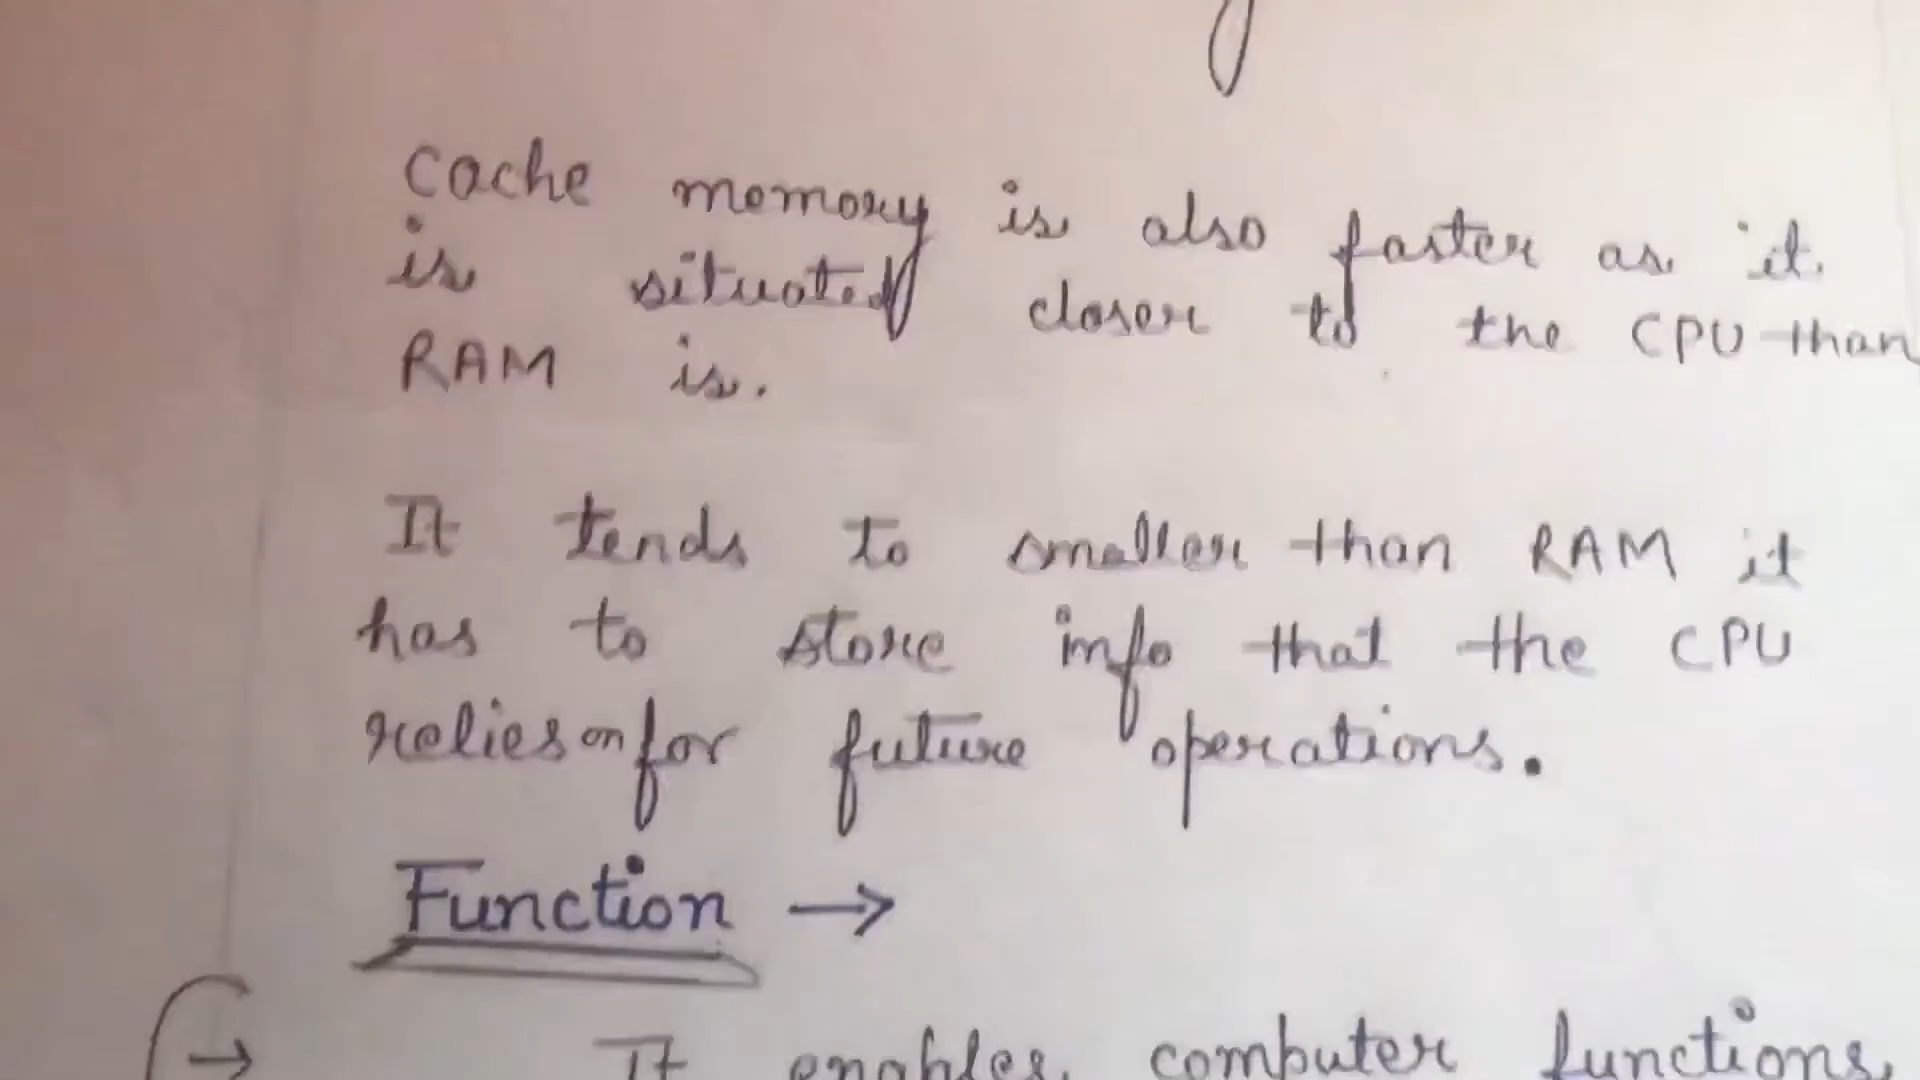 cache memory is also faster as it
is situated closer to the CPU than
RAM is.
It tends to smaller than RAM it
has to store info that the CPU
relies on for future operations.
Function →
→ It enables computer functions,